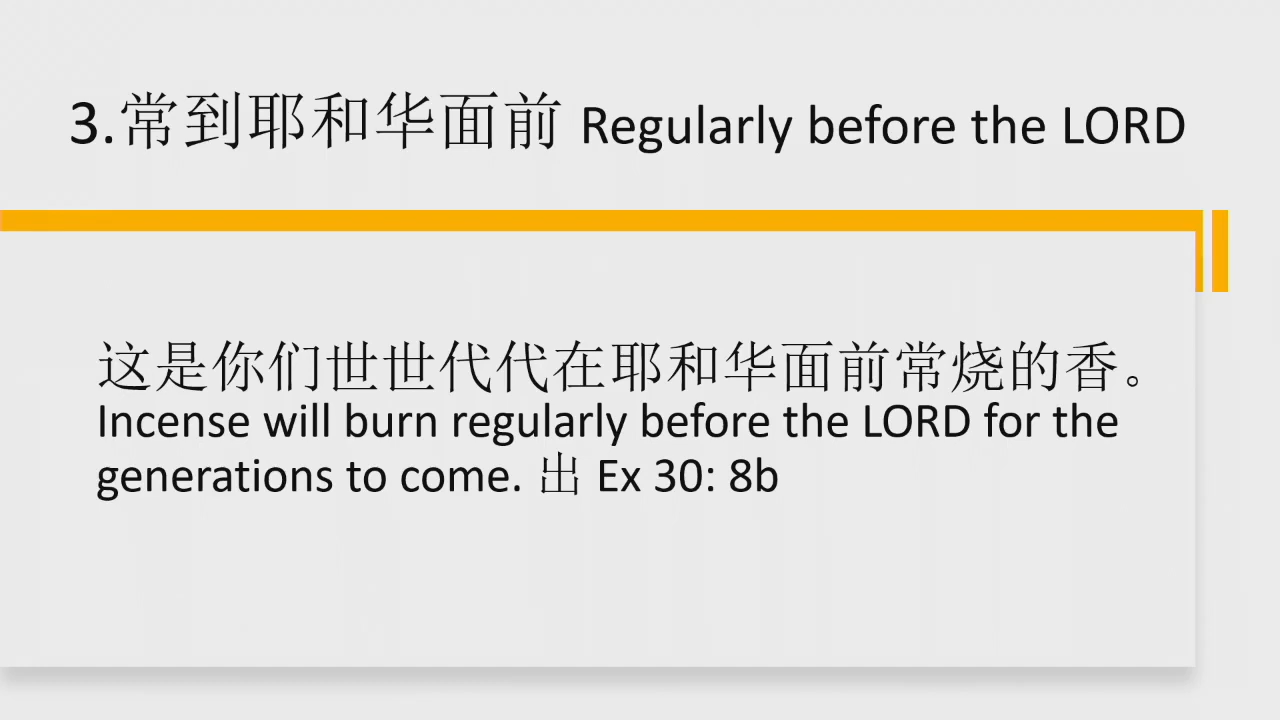 3.常到耶和华面前 Regularly before the LORD
这是你们世世代代在耶和华面前常烧的香。
Incense will burn regularly before the LORD for the
generations to come. 出 Ex 30: 8b